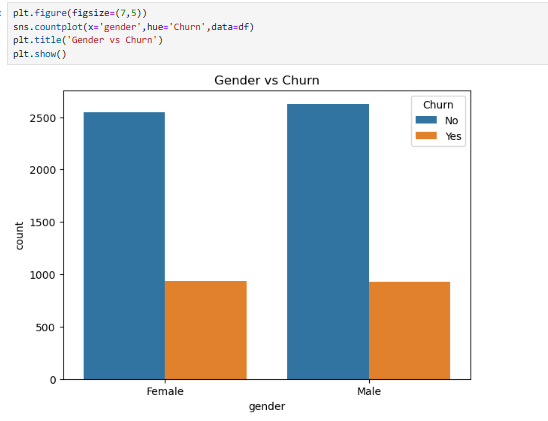 plt.figure(figsize=(7,5))
sns.countplot(x='gender',hue='Churn',data=df)
plt.title('Gender vs Churn')
plt.show()
Gender vs Churn
Churn
No
Yes
2500
2000
1500
1000
500
0
count
Female
Male
gender